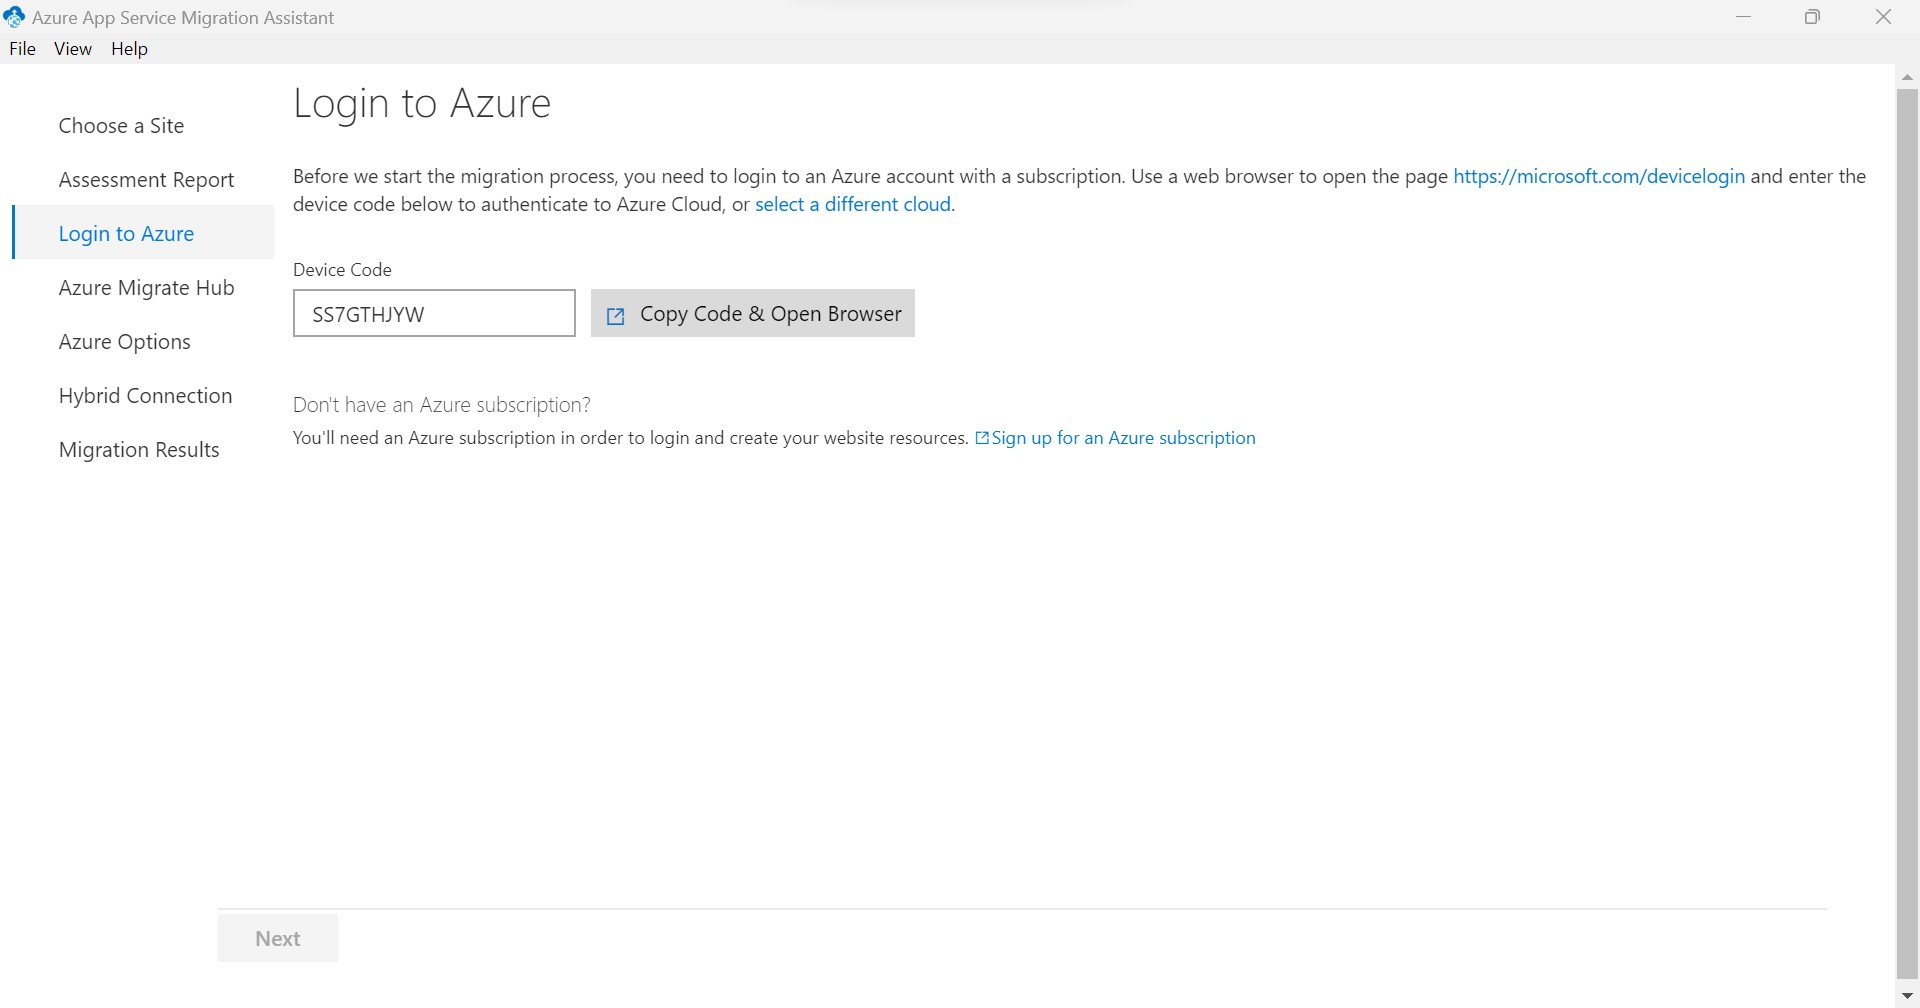 Azure App Service Migration Assistant
File View Help
Choose a Site
Assessment Report
Login to Azure
Azure Migrate Hub
Azure Options
Hybrid Connection
Migration Results
Login to Azure
Before we start the migration process, you need to login to an Azure account with a subscription. Use a web browser to open the page https://microsoft.com/devicelogin and enter the
device code below to authenticate to Azure Cloud, or select a different cloud.
Device Code
SS7GTHJYW
Copy Code & Open Browser
Don't have an Azure subscription?
You'll need an Azure subscription in order to login and create your website resources. Sign up for an Azure subscription
Next